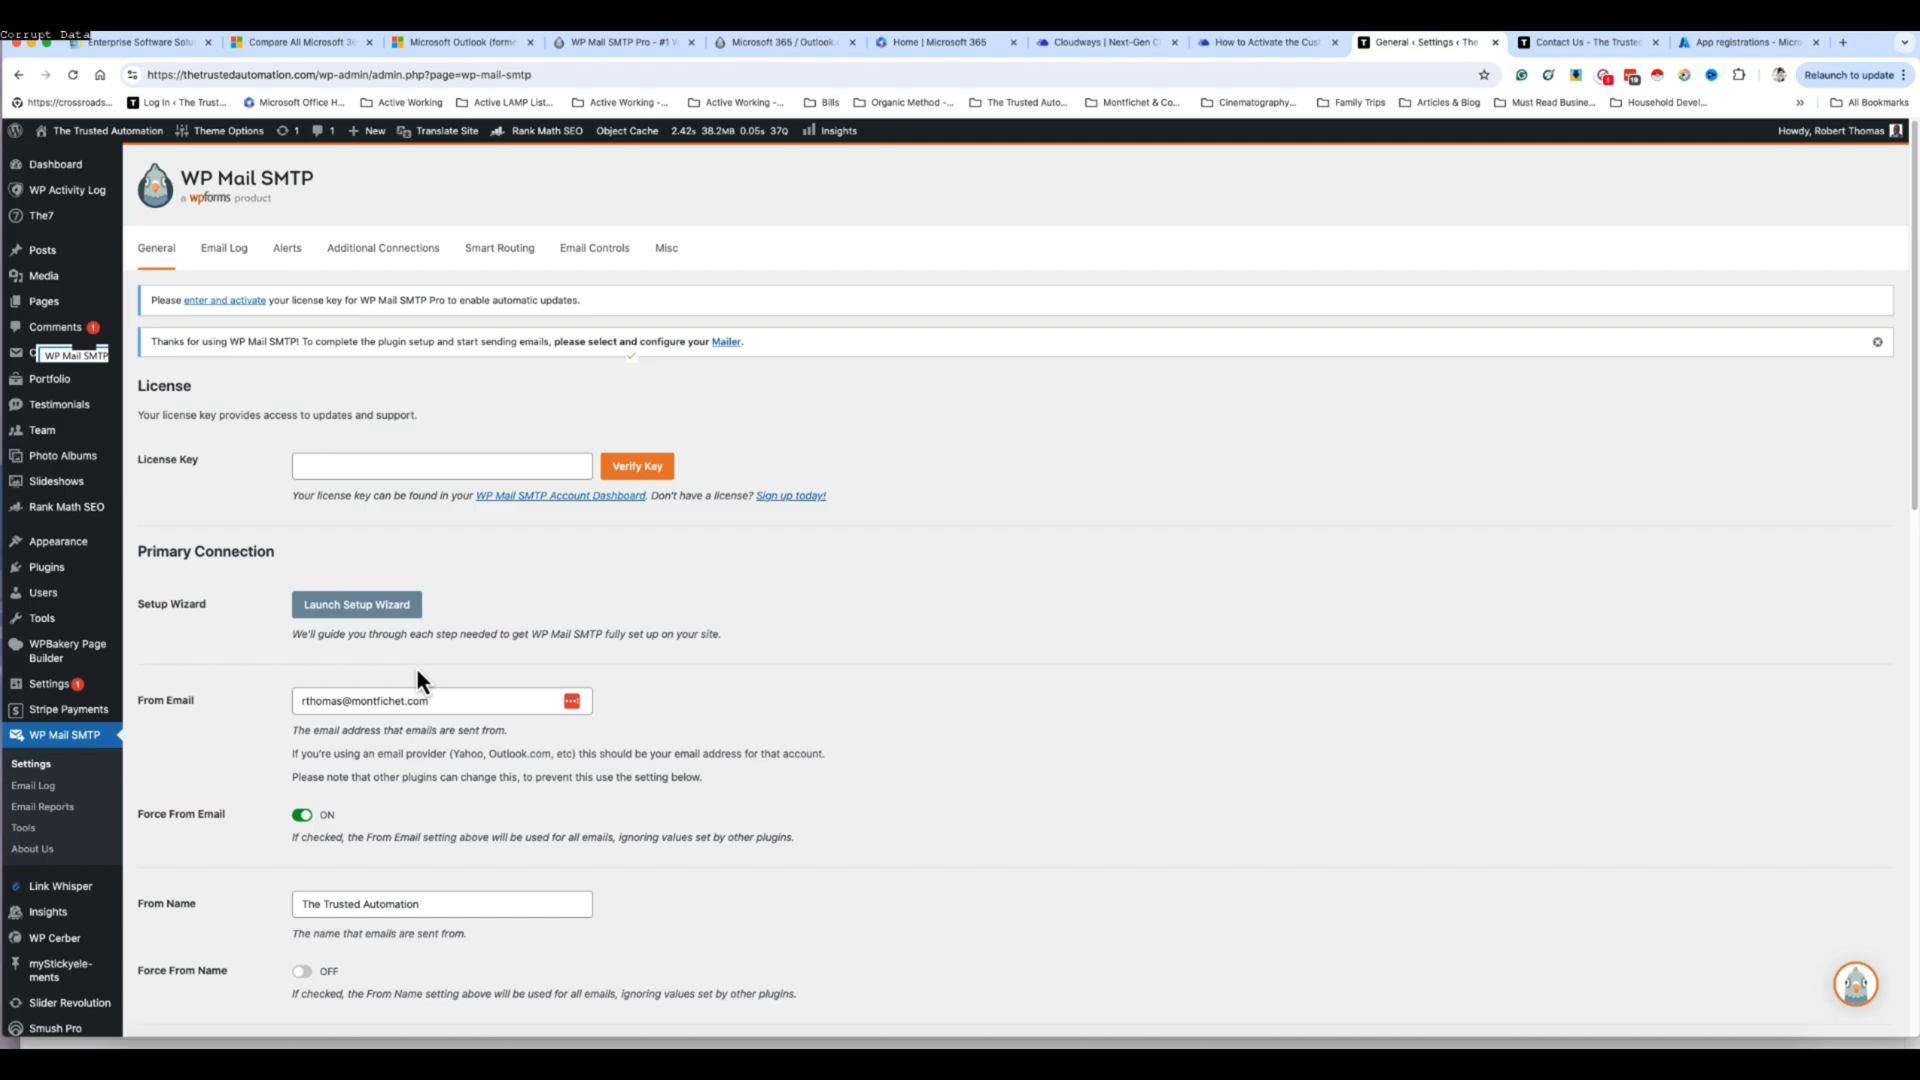 Corrupt Data
Enterprise Software Solu
Compare All Microsoft 36
Microsoft Outlook (forme
WP Mail SMTP Pro - #1 W
Microsoft 365 / Outlook.c
Home | Microsoft 365
Cloudways | Next-Gen C
How to Activate the Cus
General ‹ Settings ‹ The
Contact Us - The Trusted
App registrations - Micro
https://thetrustedautomation.com/wp-admin/admin.php?page=wp-mail-smtp
Relaunch to update
https://crossroads...
Log In ‹ The Trust...
Microsoft Office H...
Active Working
Active LAMP List...
Active Working -...
Active Working -...
Bills
Organic Method -...
The Trusted Auto...
Montfichet & Co...
Cinematography...
Family Trips
Articles & Blog
Must Read Busine...
Household Devel...
»
All Bookmarks
The Trusted Automation
Theme Options
1
1
New
Translate Site
Rank Math SEO
Object Cache
2.42s 38.2MB 0.05s 37Q
Insights
Howdy, Robert Thomas
Dashboard
WP Activity Log
The7
Posts
Media
Pages
Comments 1
WP Mail SMTP
Portfolio
Testimonials
Team
Photo Albums
Slideshows
Rank Math SEO
Appearance
Plugins
Users
Tools
WPBakery Page
Builder
Settings 1
Stripe Payments
WP Mail SMTP
Settings
Email Log
Email Reports
Tools
About Us
Link Whisper
Insights
WP Cerber
myStickyele-
ments
Slider Revolution
Smush Pro
WP Mail SMTP
a wpforms product
General
Email Log
Alerts
Additional Connections
Smart Routing
Email Controls
Misc
Please enter and activate your license key for WP Mail SMTP Pro to enable automatic updates.
Thanks for using WP Mail SMTP! To complete the plugin setup and start sending emails, please select and configure your Mailer.
License
Your license key provides access to updates and support.
License Key
Verify Key
Your license key can be found in your WP Mail SMTP Account Dashboard. Don't have a license? Sign up today!
Primary Connection
Setup Wizard
Launch Setup Wizard
We'll guide you through each step needed to get WP Mail SMTP fully set up on your site.
From Email
rthomas@montfichet.com
The email address that emails are sent from.
If you're using an email provider (Yahoo, Outlook.com, etc) this should be your email address for that account.
Please note that other plugins can change this, to prevent this use the setting below.
Force From Email
ON
If checked, the From Email setting above will be used for all emails, ignoring values set by other plugins.
From Name
The Trusted Automation
The name that emails are sent from.
Force From Name
OFF
If checked, the From Name setting above will be used for all emails, ignoring values set by other plugins.